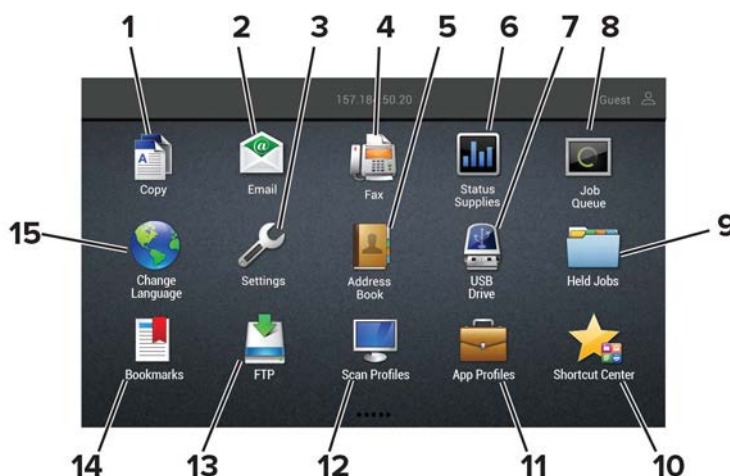 1 2 3 4 5 6 7 8
157.184.50.20 Guest
A @
Copy Email Fax Status Supplies Job Queue
15 9
Change Language Settings Address Book USB Drive Held Jobs
Bookmarks FTP Scan Profiles App Profiles Shortcut Center
14 13 12 11 10